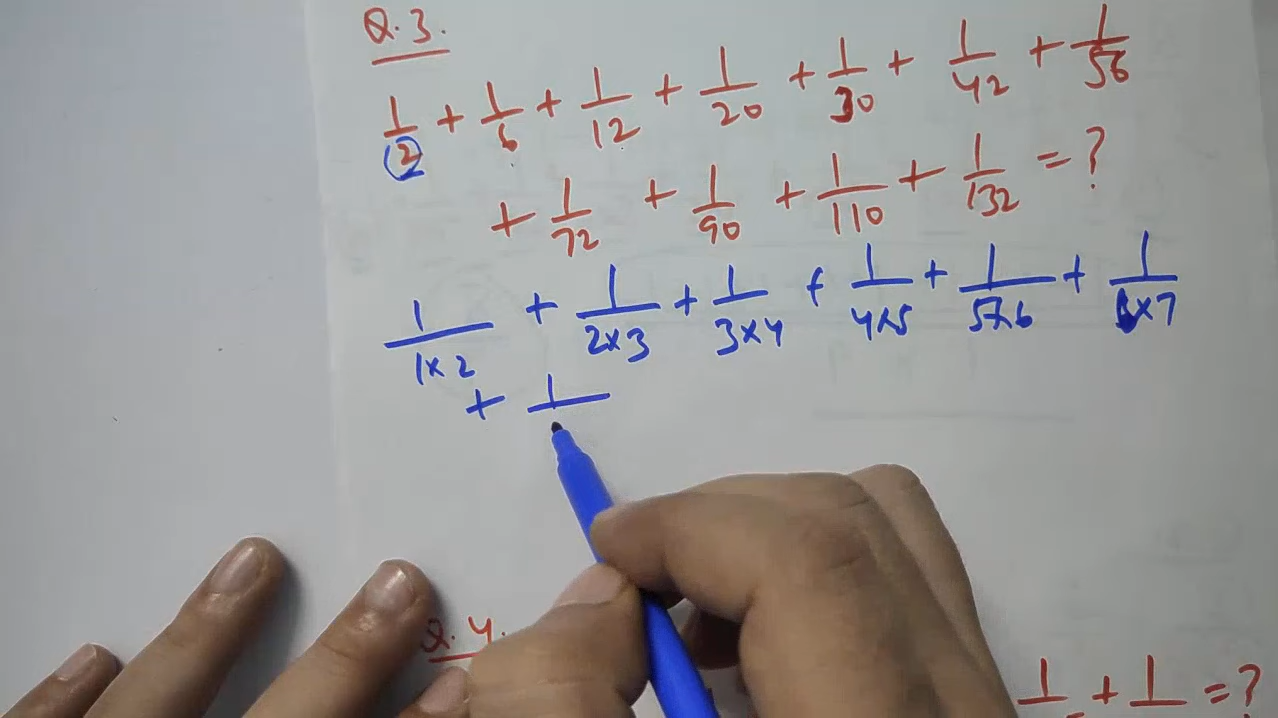 Q.3.
1/2 + 1/6 + 1/12 + 1/20 + 1/30 + 1/42 + 1/56
+ 1/72 + 1/90 + 1/110 + 1/132 = ?
1/1×2 + 1/2×3 + 1/3×4 + 1/4×5 + 1/5×6 + 1/6×7
+ 1/
Q.4.
1/ + 1/ = ?